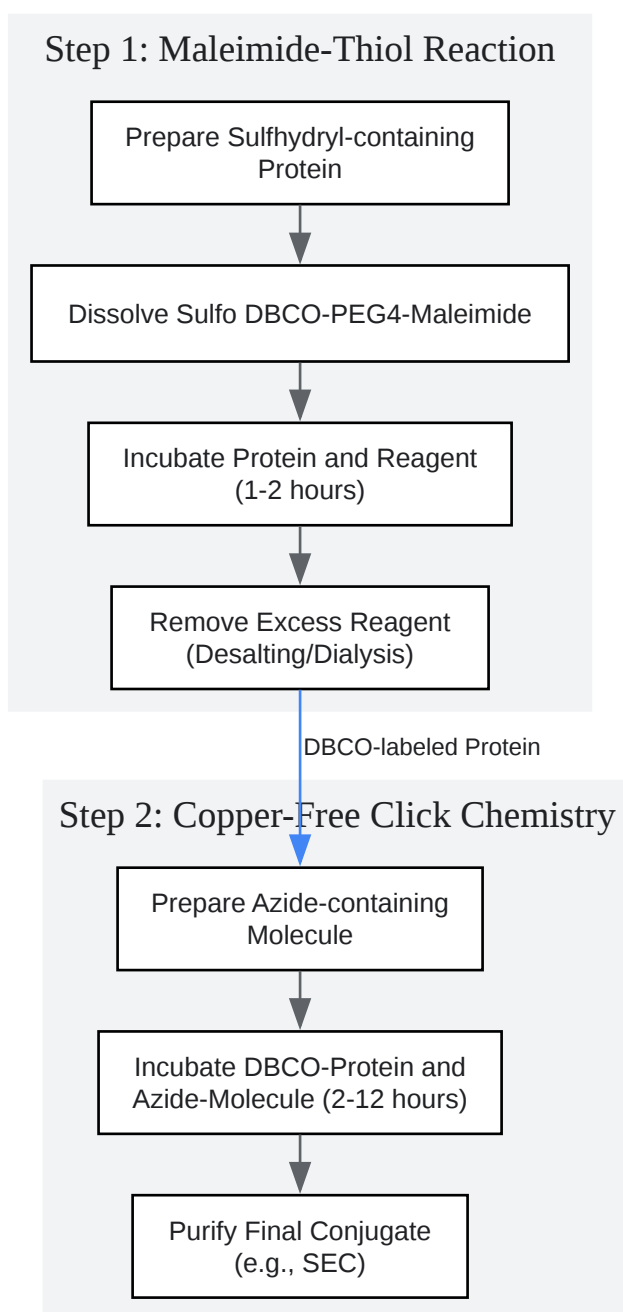 Step 1: Maleimide-Thiol Reaction
Prepare Sulfhydryl-containing
Protein
Dissolve Sulfo DBCO-PEG4-Maleimide
Incubate Protein and Reagent
(1-2 hours)
Remove Excess Reagent
(Desalting/Dialysis)
DBCO-labeled Protein
Step 2: Copper-Free Click Chemistry
Prepare Azide-containing
Molecule
Incubate DBCO-Protein and
Azide-Molecule (2-12 hours)
Purify Final Conjugate
(e.g., SEC)